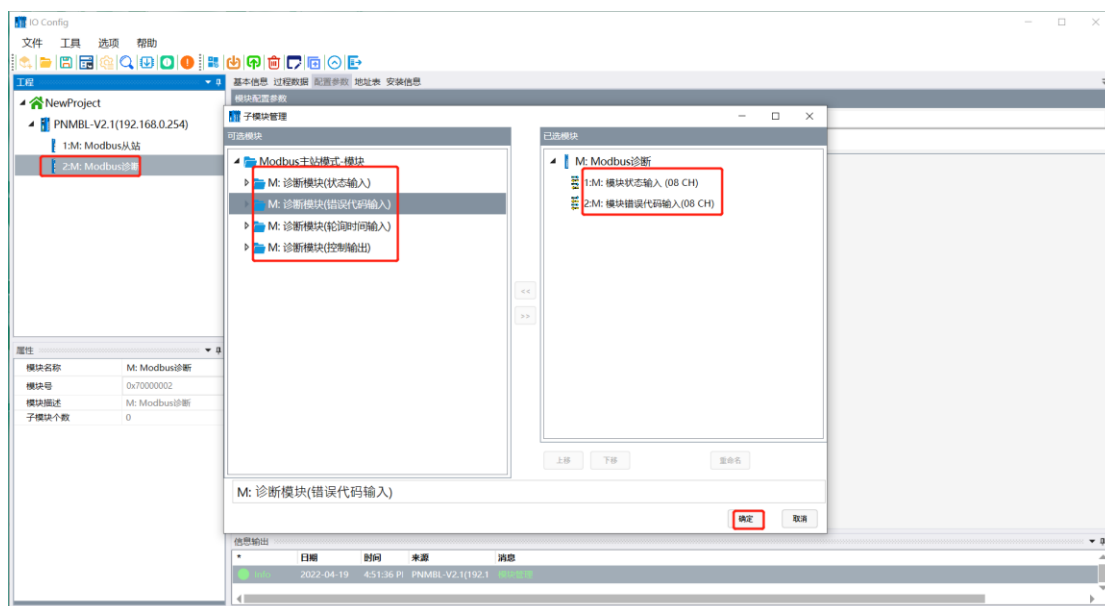 IO Config
文件 工具 选项 帮助
工程
NewProject
PNMBL-V2.1(192.168.0.254)
1:M: Modbus从站
2:M: Modbus诊断
基本信息 过程数据 配置参数 地址表 安装信息
模块配置参数
子模块管理
可选模块
Modbus主站模式-模块
M: 诊断模块(状态输入)
M: 诊断模块(错误代码输入)
M: 诊断模块(轮询时间输入)
M: 诊断模块(控制输出)
<<
>>
已选模块
M: Modbus诊断
1:M: 模块状态输入 (08 CH)
2:M: 模块错误代码输入(08 CH)
上移 下移 重命名
M: 诊断模块(错误代码输入)
确定 取消
属性
模块名称 M: Modbus诊断
模块号 0x70000002
模块描述 M: Modbus诊断
子模块个数 0
信息输出
* 日期 时间 来源 消息
Info 2022-04-19 4:51:36 PI PNMBL-V2.1(192.1 模块管理